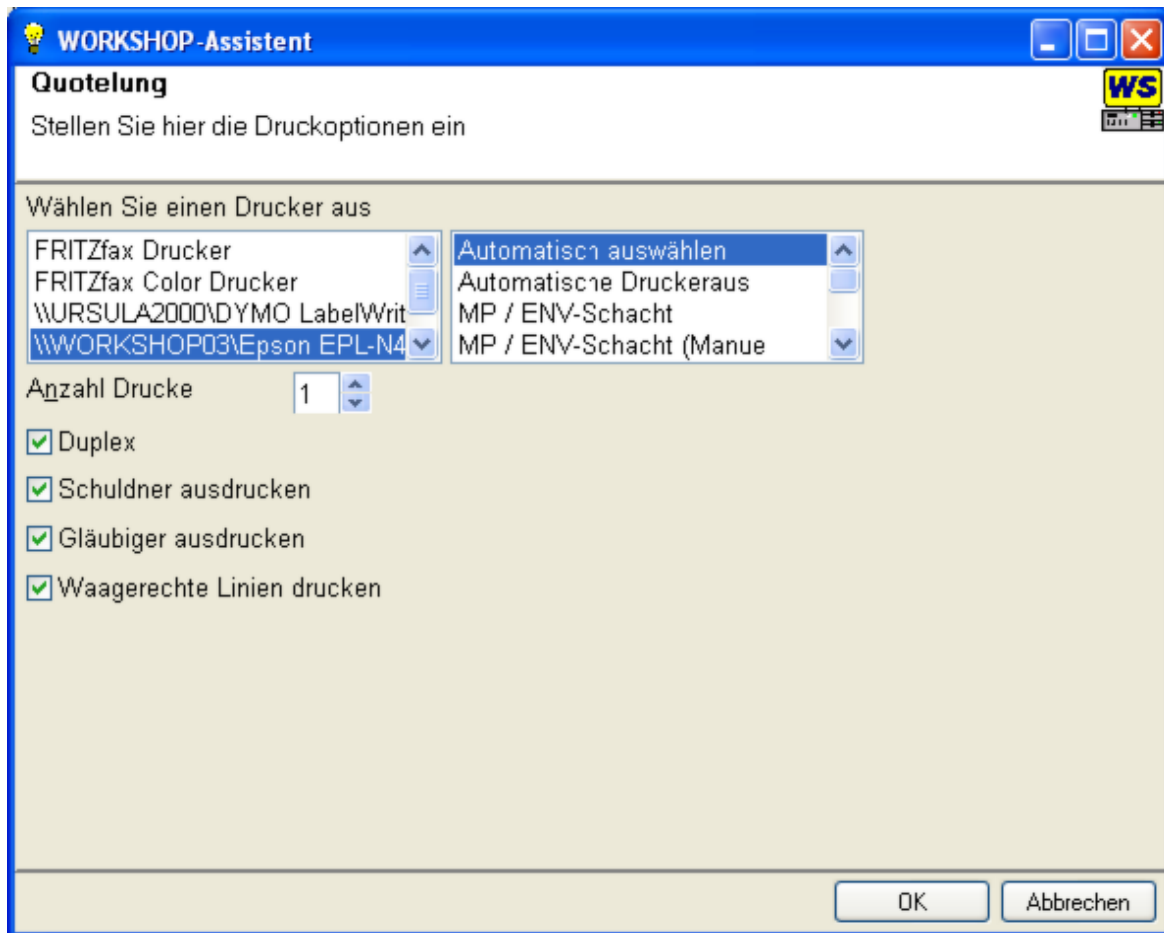 WORKSHOP-Assistent
Quotelung
WS
Stellen Sie hier die Druckoptionen ein
Wählen Sie einen Drucker aus
FRITZfax Drucker
FRITZfax Color Drucker
\\URSULA2000\DYMO LabelWrit
\\WORKSHOP03\Epson EPL-N4
Automatisch auswählen
Automatische Druckeraus
MP / ENV-Schacht
MP / ENV-Schacht (Manue
Anzahl Drucke 1
Duplex
Schuldner ausdrucken
Gläubiger ausdrucken
Waagerechte Linien drucken
OK Abbrechen